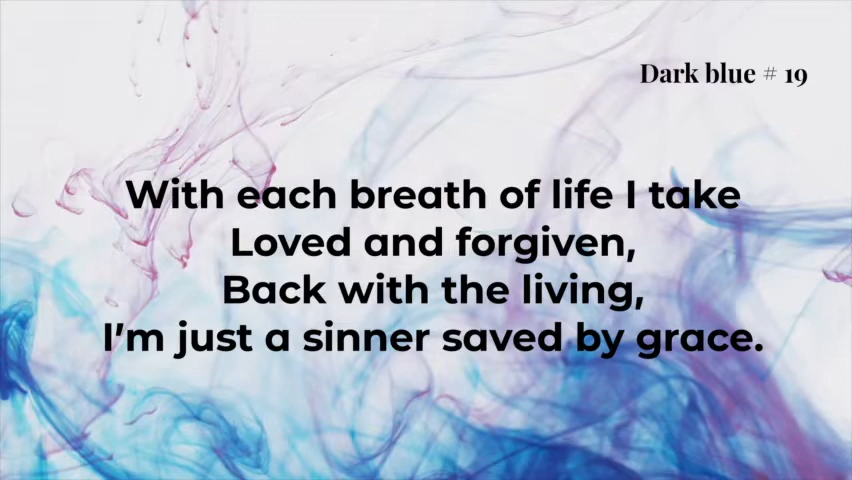 Dark blue # 19
With each breath of life I take
Loved and forgiven,
Back with the living,
I’m just a sinner saved by grace.